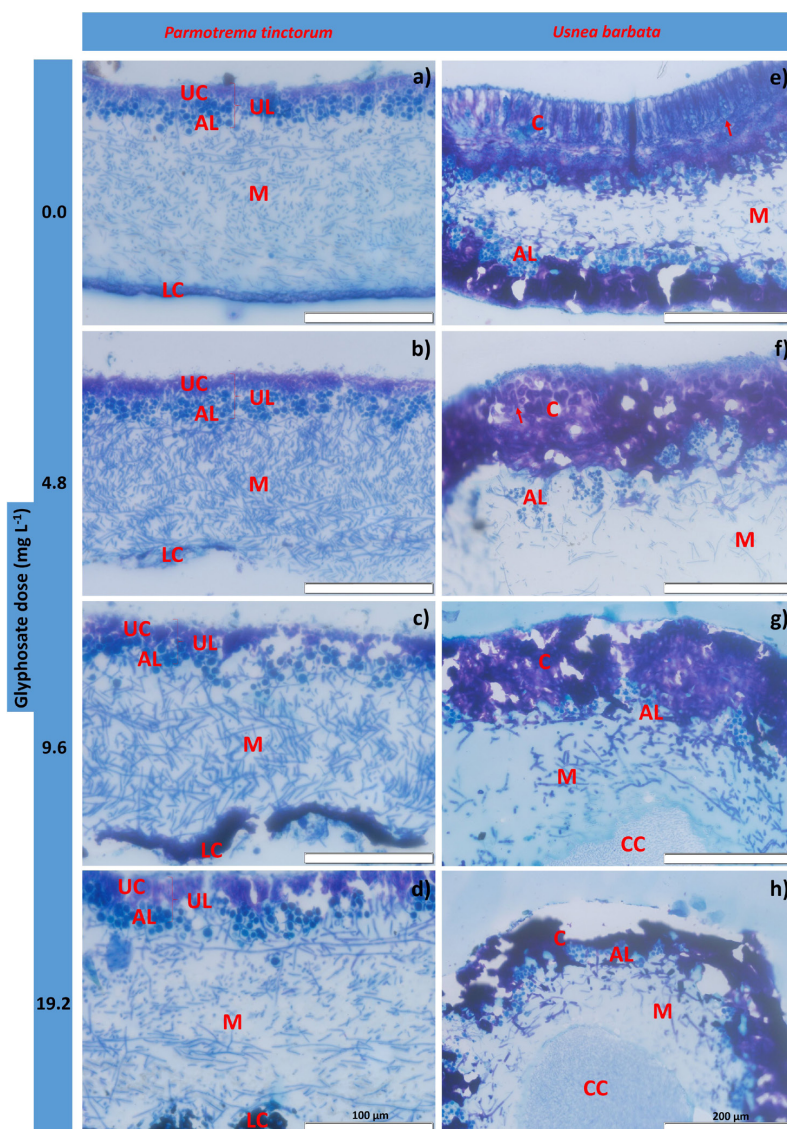 Parmotrema tinctorum
Usnea barbata
Glyphosate dose (mg L-1)
0.0
4.8
9.6
19.2
a)
UC
UL
AL
M
LC
b)
UC
UL
AL
M
LC
c)
UC
UL
AL
M
LC
d)
UC
UL
AL
M
LC
100 µm
e)
C
M
AL
f)
C
AL
M
g)
C
AL
M
CC
h)
C
AL
M
CC
200 µm